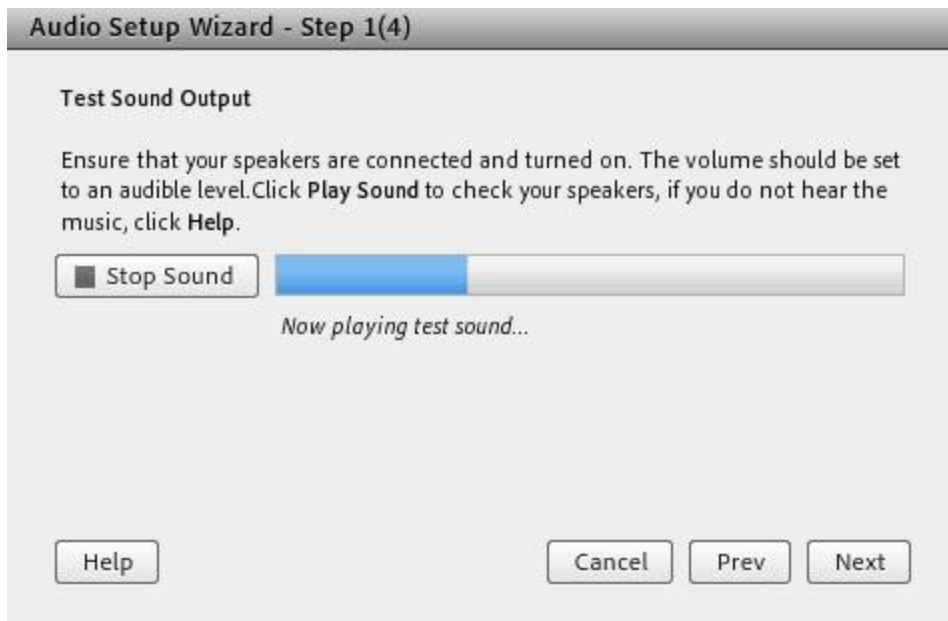 Audio Setup Wizard - Step 1(4)
Test Sound Output
Ensure that your speakers are connected and turned on. The volume should be set
to an audible level.Click Play Sound to check your speakers, if you do not hear the
music, click Help.
Stop Sound
Now playing test sound...
Help Cancel Prev Next